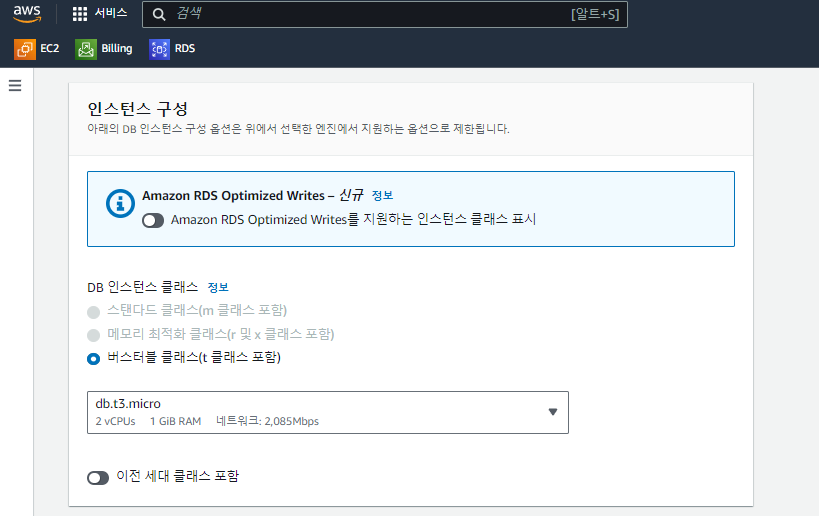 aws 서비스 검색 [알트+S]
EC2 Billing RDS
인스턴스 구성
아래의 DB 인스턴스 구성 옵션은 위에서 선택한 엔진에서 지원하는 옵션으로 제한됩니다.
Amazon RDS Optimized Writes – 신규 정보
Amazon RDS Optimized Writes를 지원하는 인스턴스 클래스 표시
DB 인스턴스 클래스 정보
스탠다드 클래스(m 클래스 포함)
메모리 최적화 클래스(r 및 x 클래스 포함)
버스터블 클래스(t 클래스 포함)
db.t3.micro
2 vCPUs 1 GiB RAM 네트워크: 2,085Mbps
이전 세대 클래스 포함